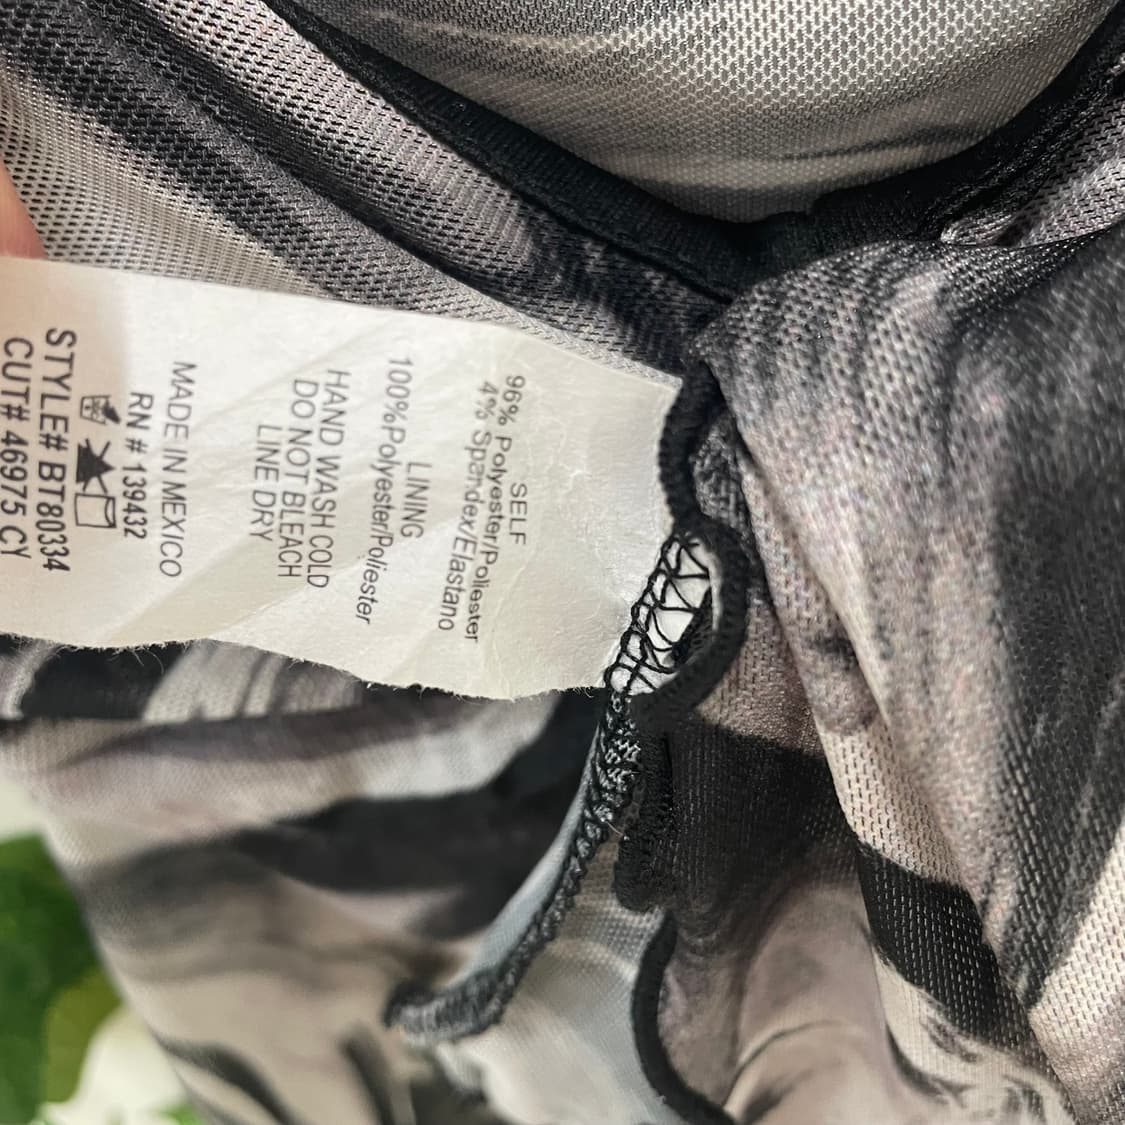 SELF
96% Polyester/Poliester
4% Spandex/Elastano
LINING
100%Polyester/Poliester
HAND WASH COLD
DO NOT BLEACH
LINE DRY
MADE IN MEXICO
RN # 139432
STYLE# BT80334
CUT# 46975 CY